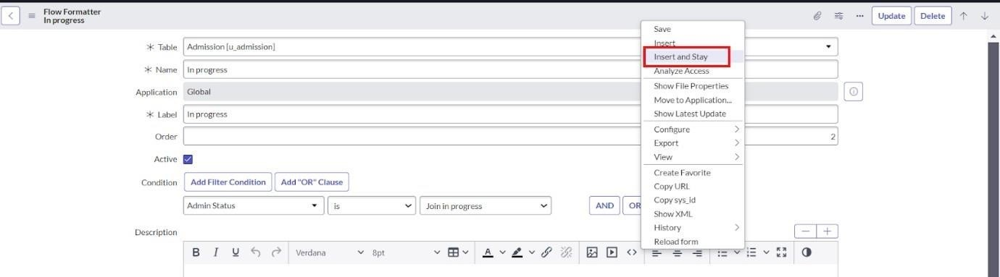 Flow Formatter
In progress
Update
Delete
Save
Insert
Insert and Stay
Analyze Access
Show File Properties
Move to Application...
Show Latest Update
Configure
Export
View
Create Favorite
Copy URL
Copy sys_id
Show XML
History
Reload form
Table Admission [u_admission]
Name In progress
Application Global
Label In progress
Order 2
Active
Condition Add Filter Condition Add "OR" Clause
Admin Status is Join in progress AND OR
Description
B I U Verdana 8pt A